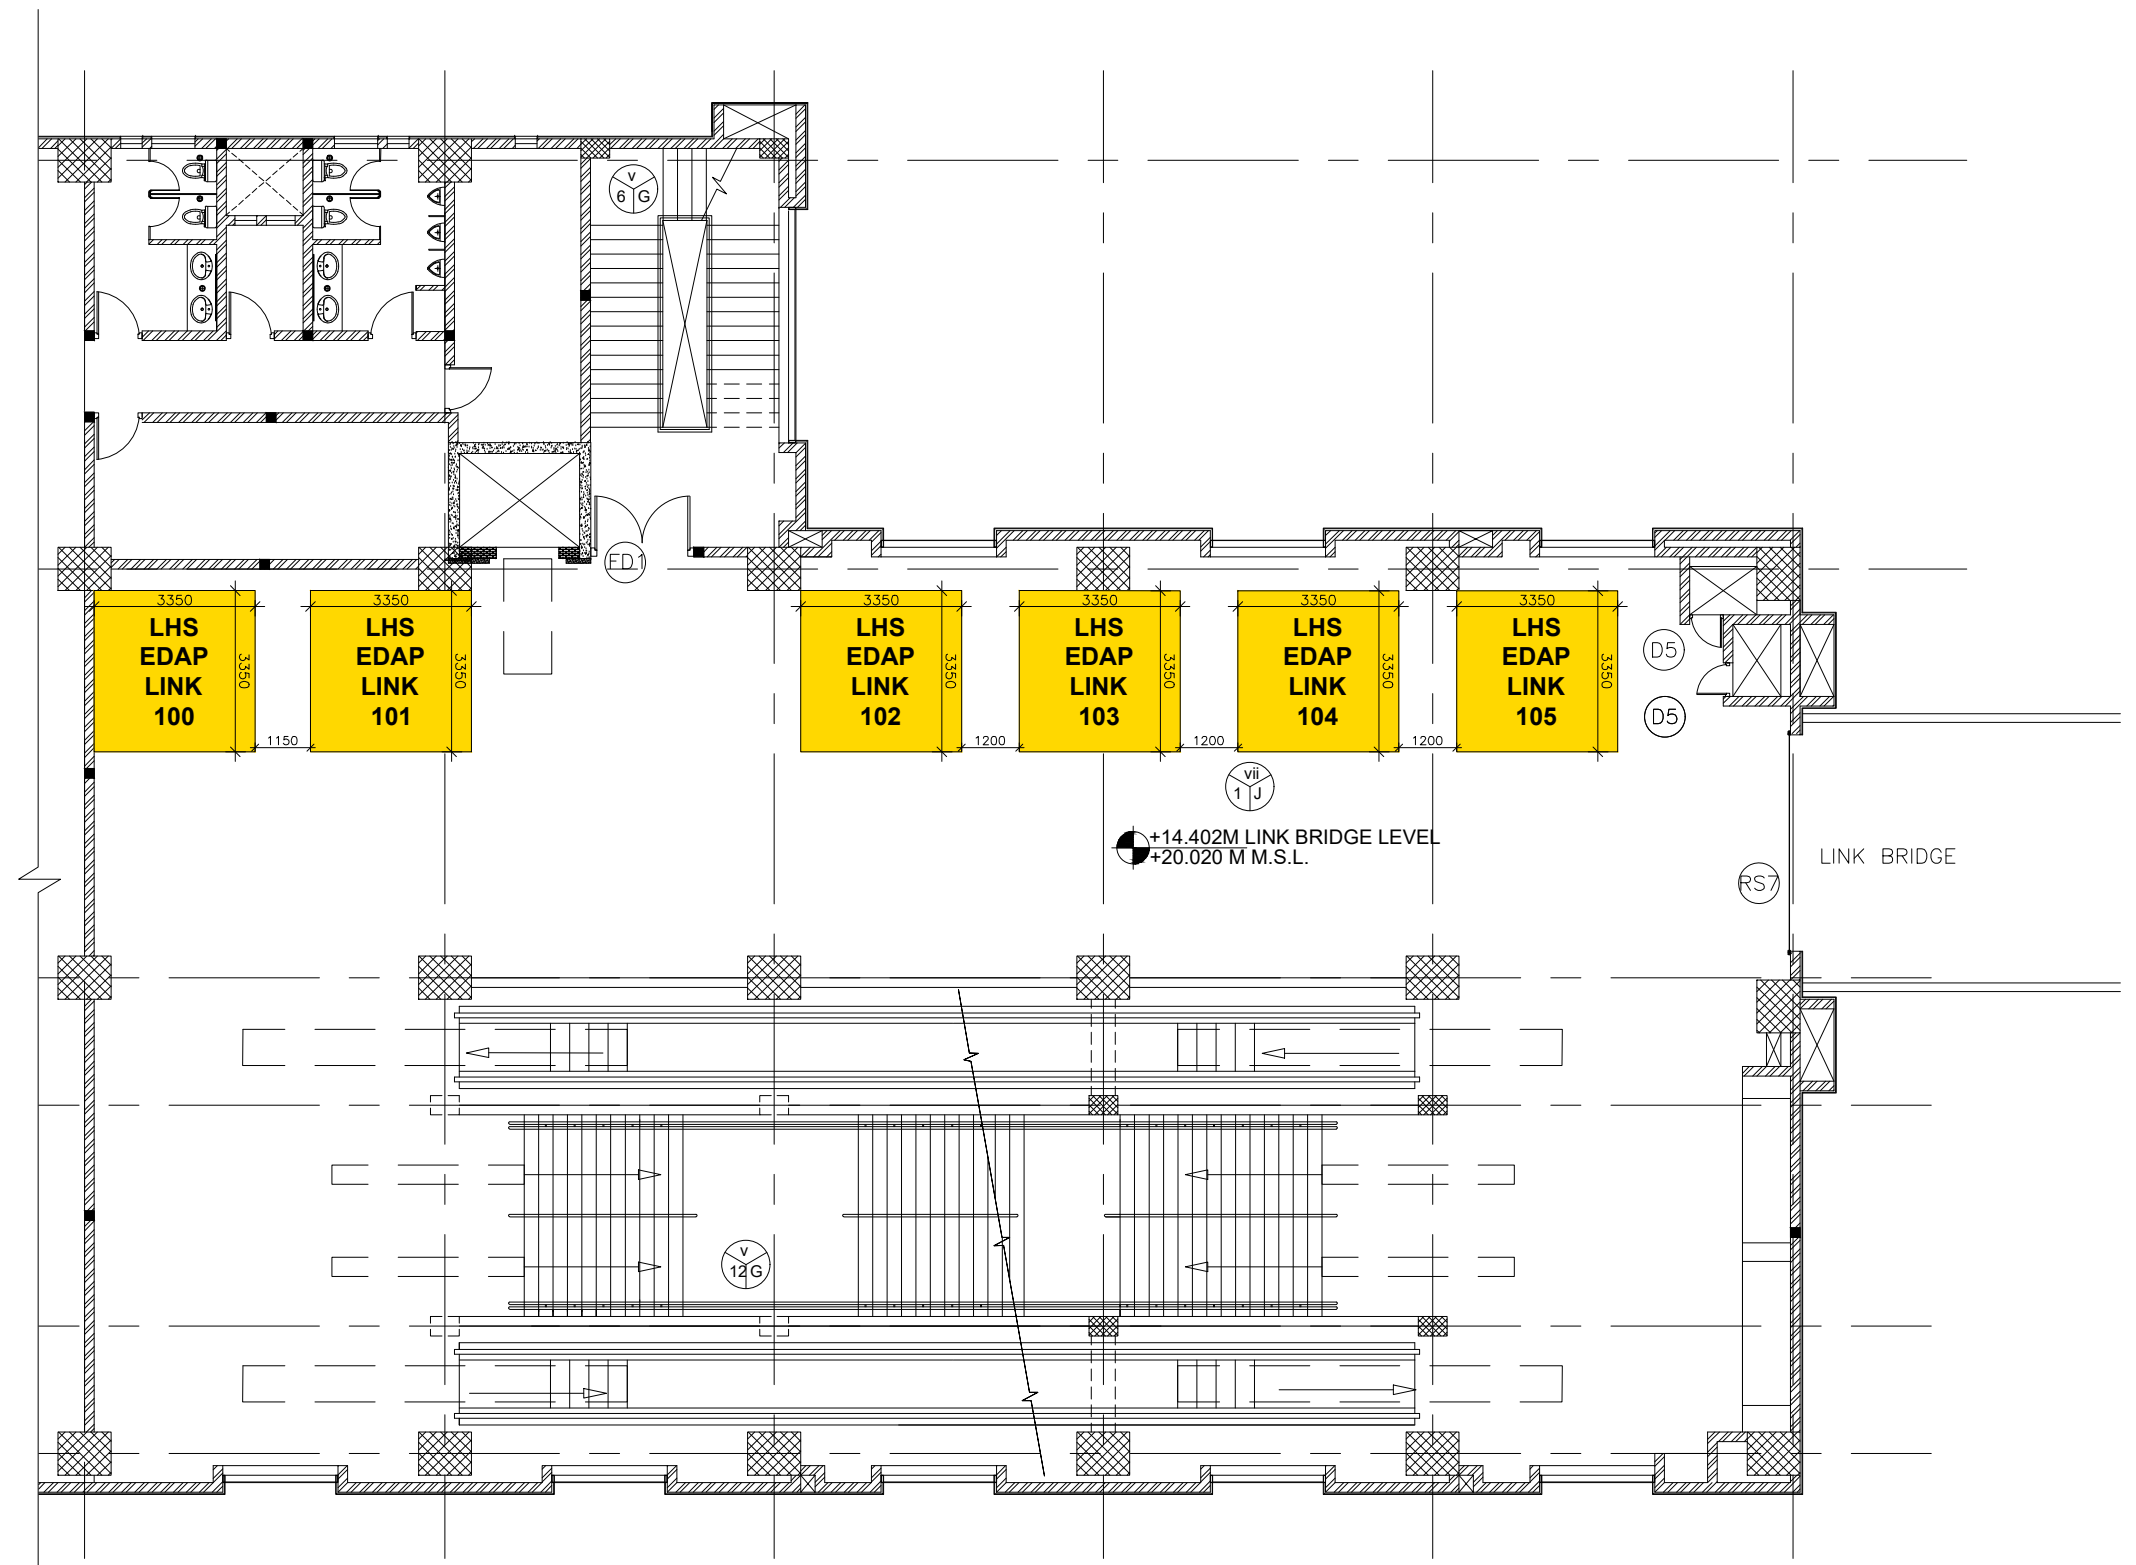 v
6 G
FD1
3350
LHS
EDAP
LINK
100
3350
1150
3350
LHS
EDAP
LINK
101
3350
3350
LHS
EDAP
LINK
102
3350
1200
3350
LHS
EDAP
LINK
103
3350
1200
3350
LHS
EDAP
LINK
104
3350
1200
3350
LHS
EDAP
LINK
105
3350
D5
D5
vii
1 J
+14.402M LINK BRIDGE LEVEL
+20.020 M M.S.L.
LINK BRIDGE
RS7
v
12 G